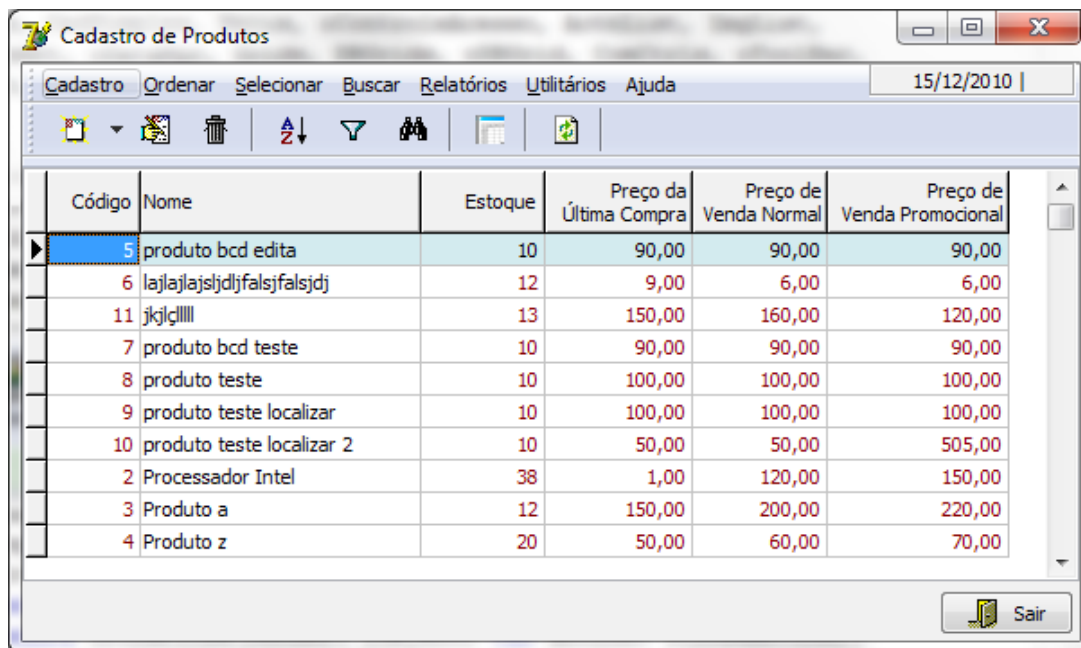 Cadastro de Produtos
Cadastro Ordenar Selecionar Buscar Relatórios Utilitários Ajuda 15/12/2010 |
Código Nome Estoque Preço da Última Compra Preço de Venda Normal Preço de Venda Promocional
5 produto bcd edita 10 90,00 90,00 90,00
6 lajlajlajsljdljfalsjfalsjdj 12 9,00 6,00 6,00
11 jkjlçlllll 13 150,00 160,00 120,00
7 produto bcd teste 10 90,00 90,00 90,00
8 produto teste 10 100,00 100,00 100,00
9 produto teste localizar 10 100,00 100,00 100,00
10 produto teste localizar 2 10 50,00 50,00 505,00
2 Processador Intel 38 1,00 120,00 150,00
3 Produto a 12 150,00 200,00 220,00
4 Produto z 20 50,00 60,00 70,00
Sair